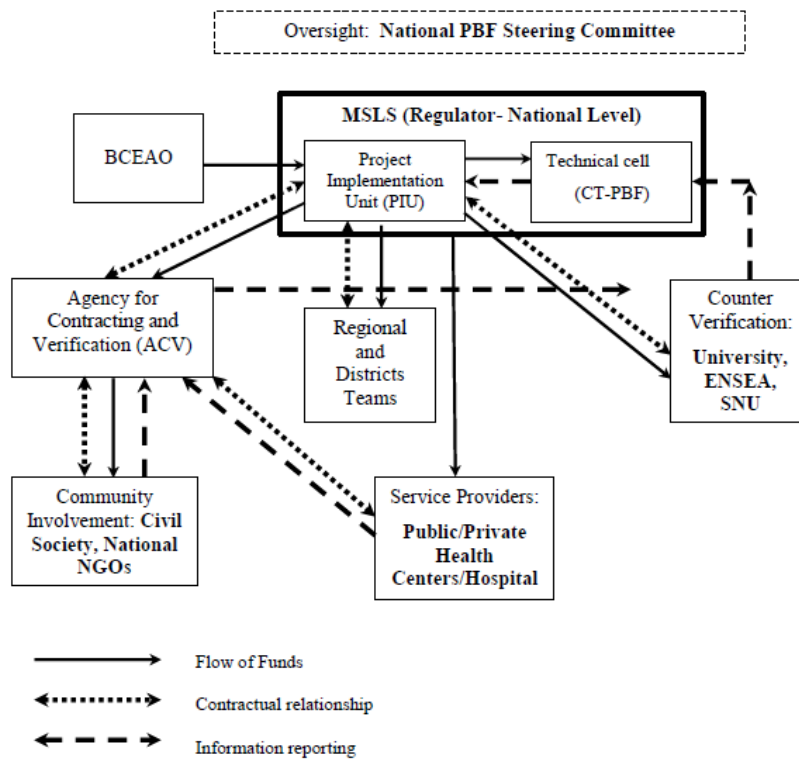 Oversight: National PBF Steering Committee
MSLS (Regulator- National Level)
BCEAO
Project
Implementation
Unit (PIU)
Technical cell
(CT-PBF)
Agency for
Contracting and
Verification (ACV)
Regional
and
Districts
Teams
Counter
Verification:
University,
ENSEA,
SNU
Community
Involvement: Civil
Society, National
NGOs
Service Providers:
Public/Private
Health
Centers/Hospital
Flow of Funds
Contractual relationship
Information reporting